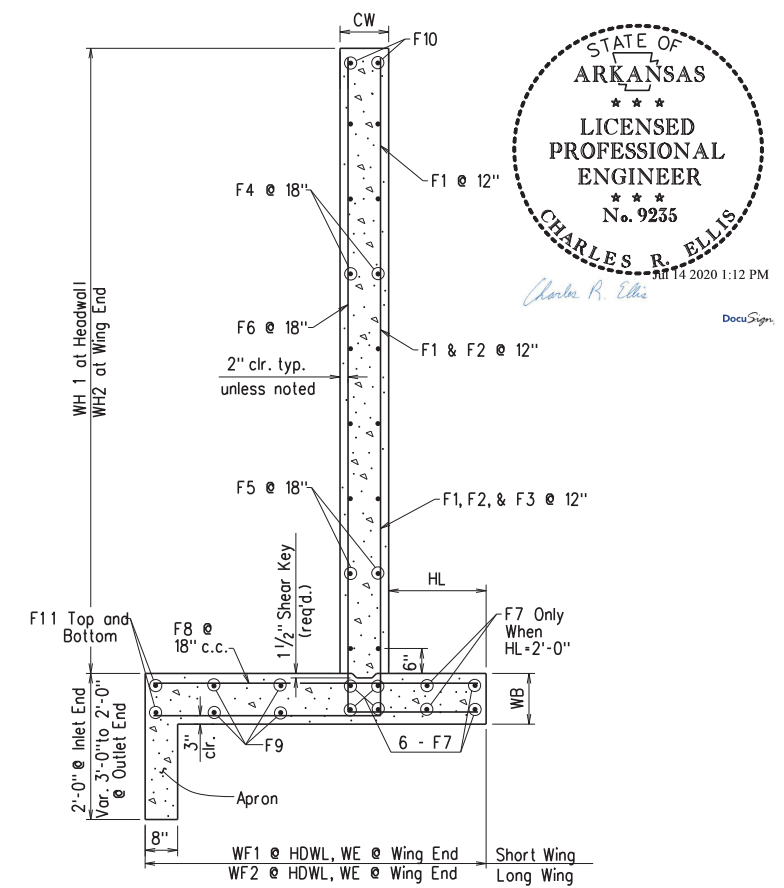 CW
F10
STATE OF
ARKANSAS
★ ★ ★
LICENSED
PROFESSIONAL
ENGINEER
★ ★ ★
No. 9235
CHARLES R. ELLIS
Jul 14 2020 1:12 PM
Charles R. Ellis
DocuSign
F1 @ 12"
F4 @ 18"
WH 1 at Headwall
WH2 at Wing End
F6 @ 18"
F1 & F2 @ 12"
2" clr. typ.
unless noted
F5 @ 18"
F1, F2, & F3 @ 12"
1 1/2" Shear Key
(req'd.)
HL
F11 Top and
Bottom
F8 @
18" c.c.
6"
F7 Only
When
HL=2'-0"
WB
2'-0" @ Inlet End
Var. 3'-0" to 2'-0"
@ Outlet End
3"
clr.
F9
6 - F7
Apron
8"
WF1 @ HDWL, WE @ Wing End
Short Wing
WF2 @ HDWL, WE @ Wing End
Long Wing